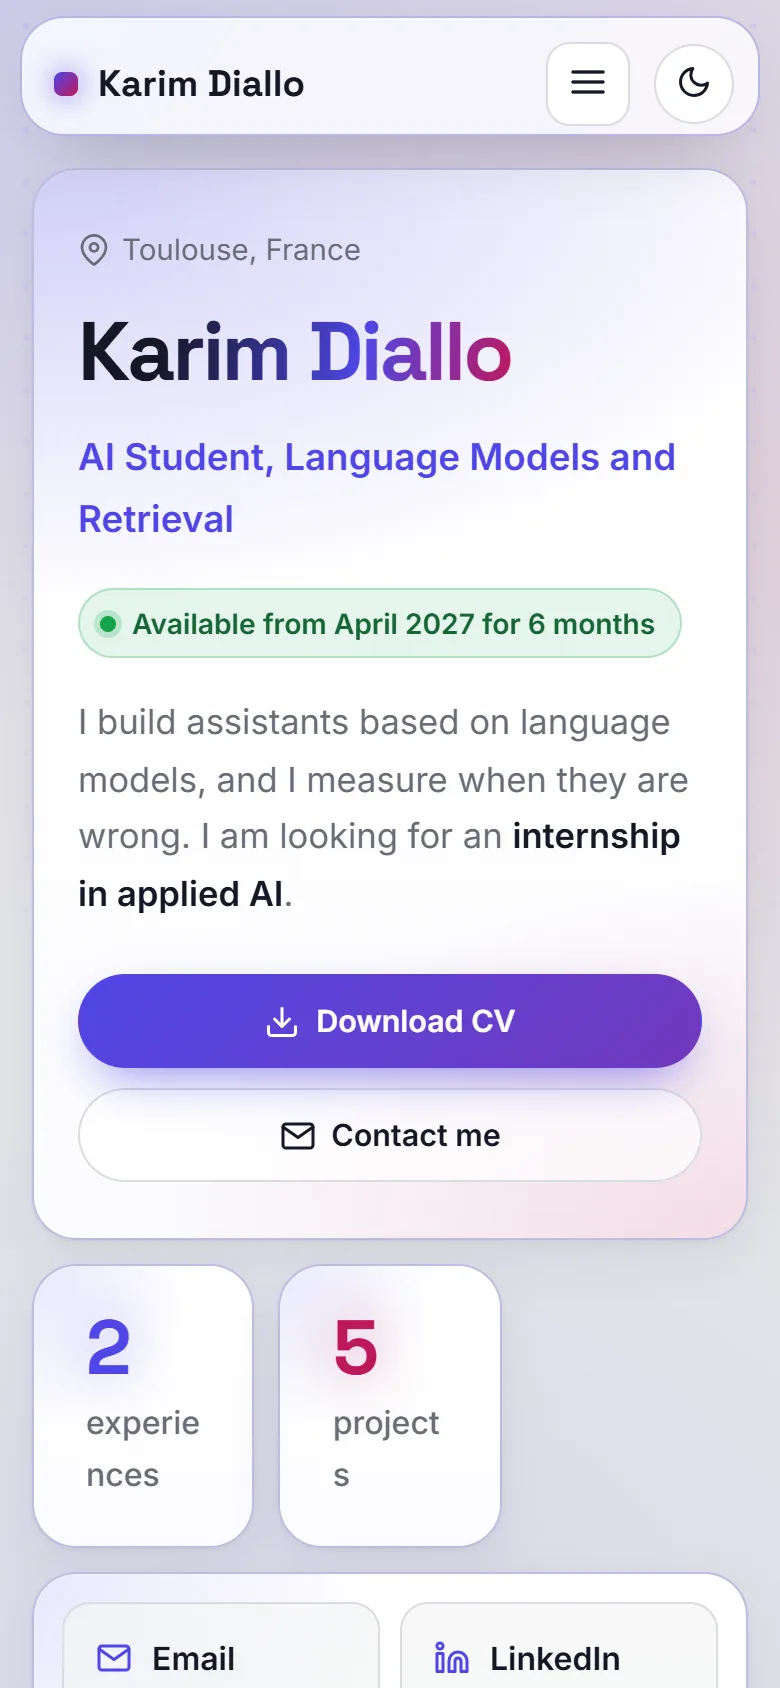 Karim Diallo
Toulouse, France
Karim Diallo
AI Student, Language Models and
Retrieval
Available from April 2027 for 6 months
I build assistants based on language
models, and I measure when they are
wrong. I am looking for an internship
in applied AI.
Download CV
Contact me
2
experie
nces
5
project
s
Email
LinkedIn